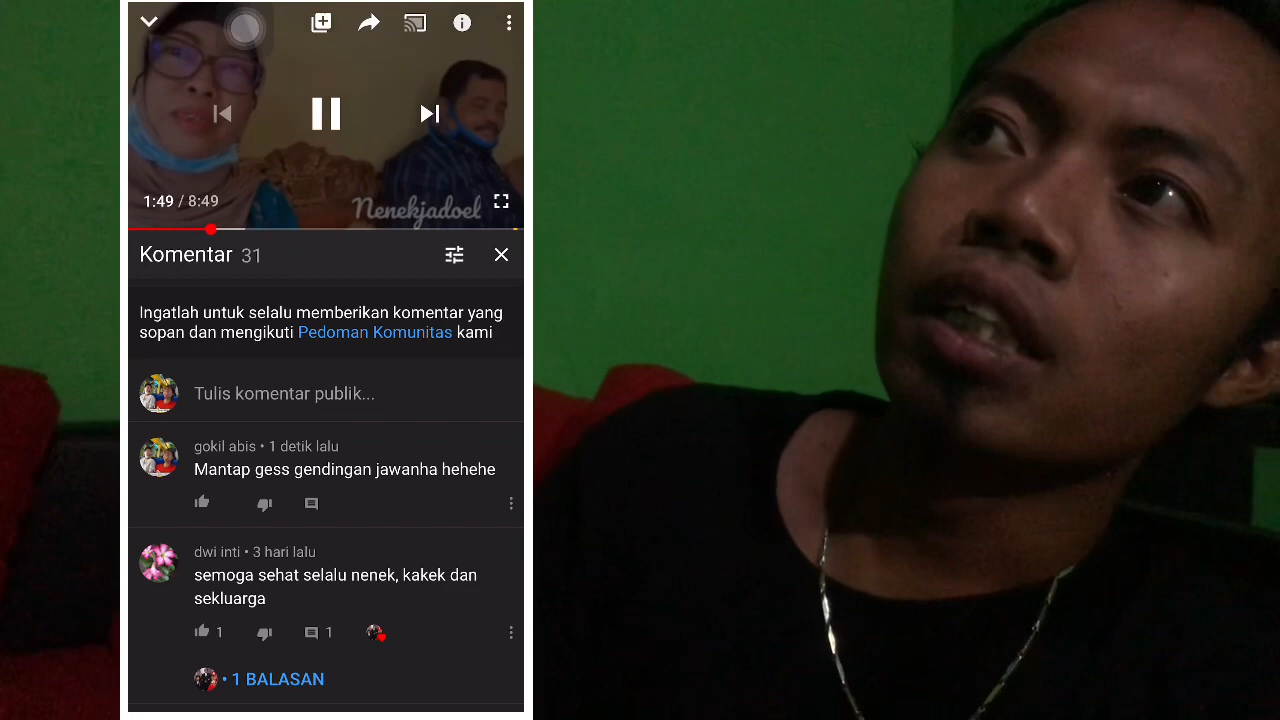 1:49 / 8:49
Nenekjadoel
Komentar 31
Ingatlah untuk selalu memberikan komentar yang
sopan dan mengikuti Pedoman Komunitas kami
Tulis komentar publik...
gokil abis • 1 detik lalu
Mantap gess gendingan jawanha hehehe
dwi inti • 3 hari lalu
semoga sehat selalu nenek, kakek dan
sekluarga
1
1
• 1 BALASAN